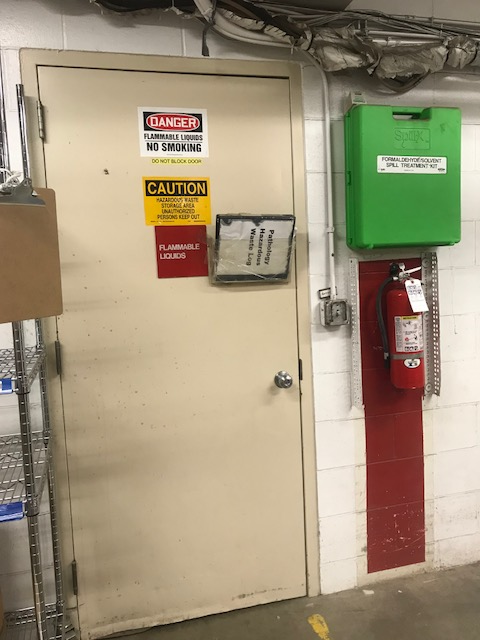 DANGER
FLAMMABLE LIQUIDS
NO SMOKING
DO NOT BLOCK DOOR
CAUTION
HAZARDOUS WASTE
STORAGE AREA
UNAUTHORIZED
PERSONS KEEP OUT
FLAMMABLE
LIQUIDS
Pathology
Hazardous
Waste Log
FORMALDEHYDE/SOLVENT
SPILL TREATMENT KIT